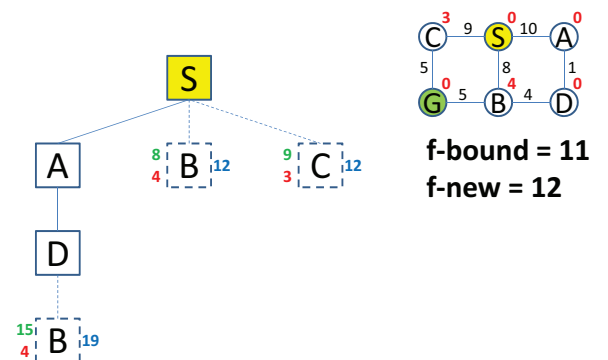 3 0 0
C 9 S 10 A
5 8 1
0 4 0
G 5 B 4 D
f-bound = 11
f-new = 12
S
A
8 4 B 12
9 3 C 12
D
15 4 B 19